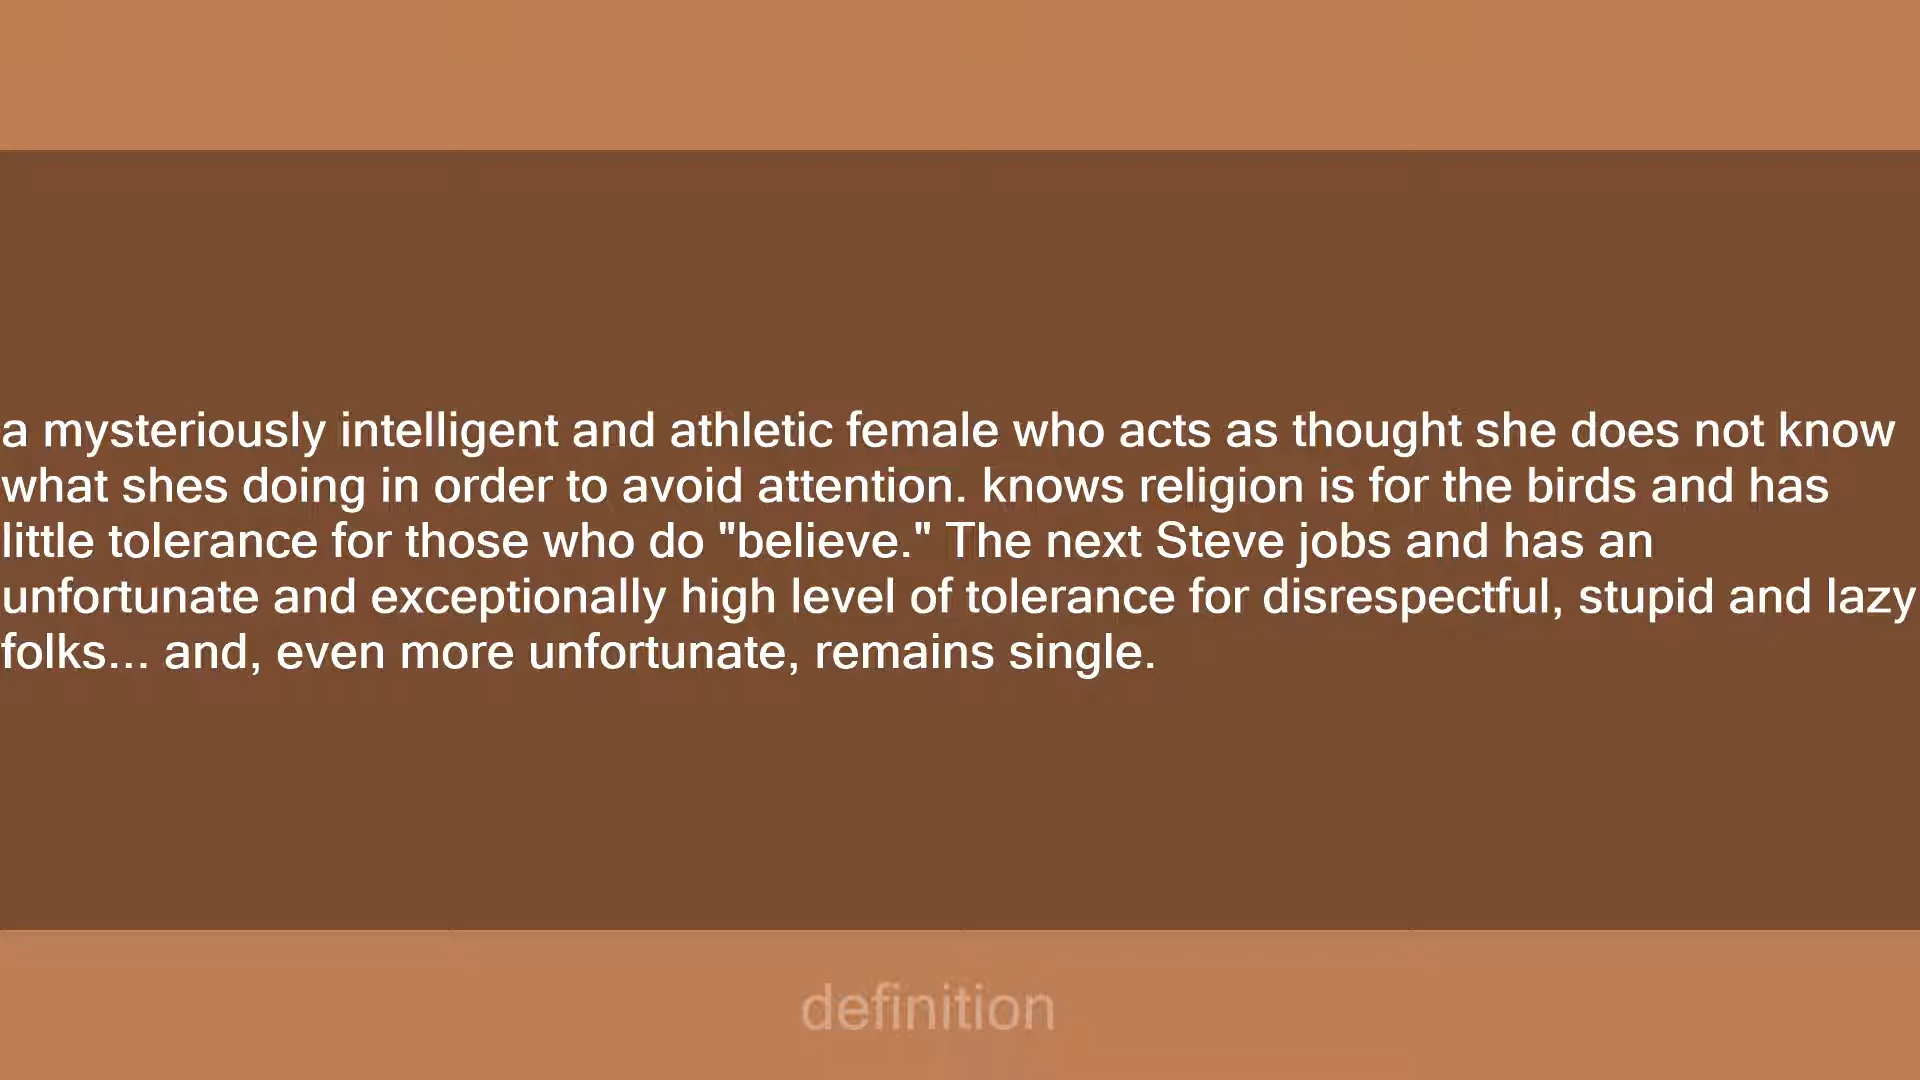 a mysteriously intelligent and athletic female who acts as thought she does not know
what shes doing in order to avoid attention. knows religion is for the birds and has
little tolerance for those who do "believe." The next Steve jobs and has an
unfortunate and exceptionally high level of tolerance for disrespectful, stupid and lazy
folks... and, even more unfortunate, remains single.
definition